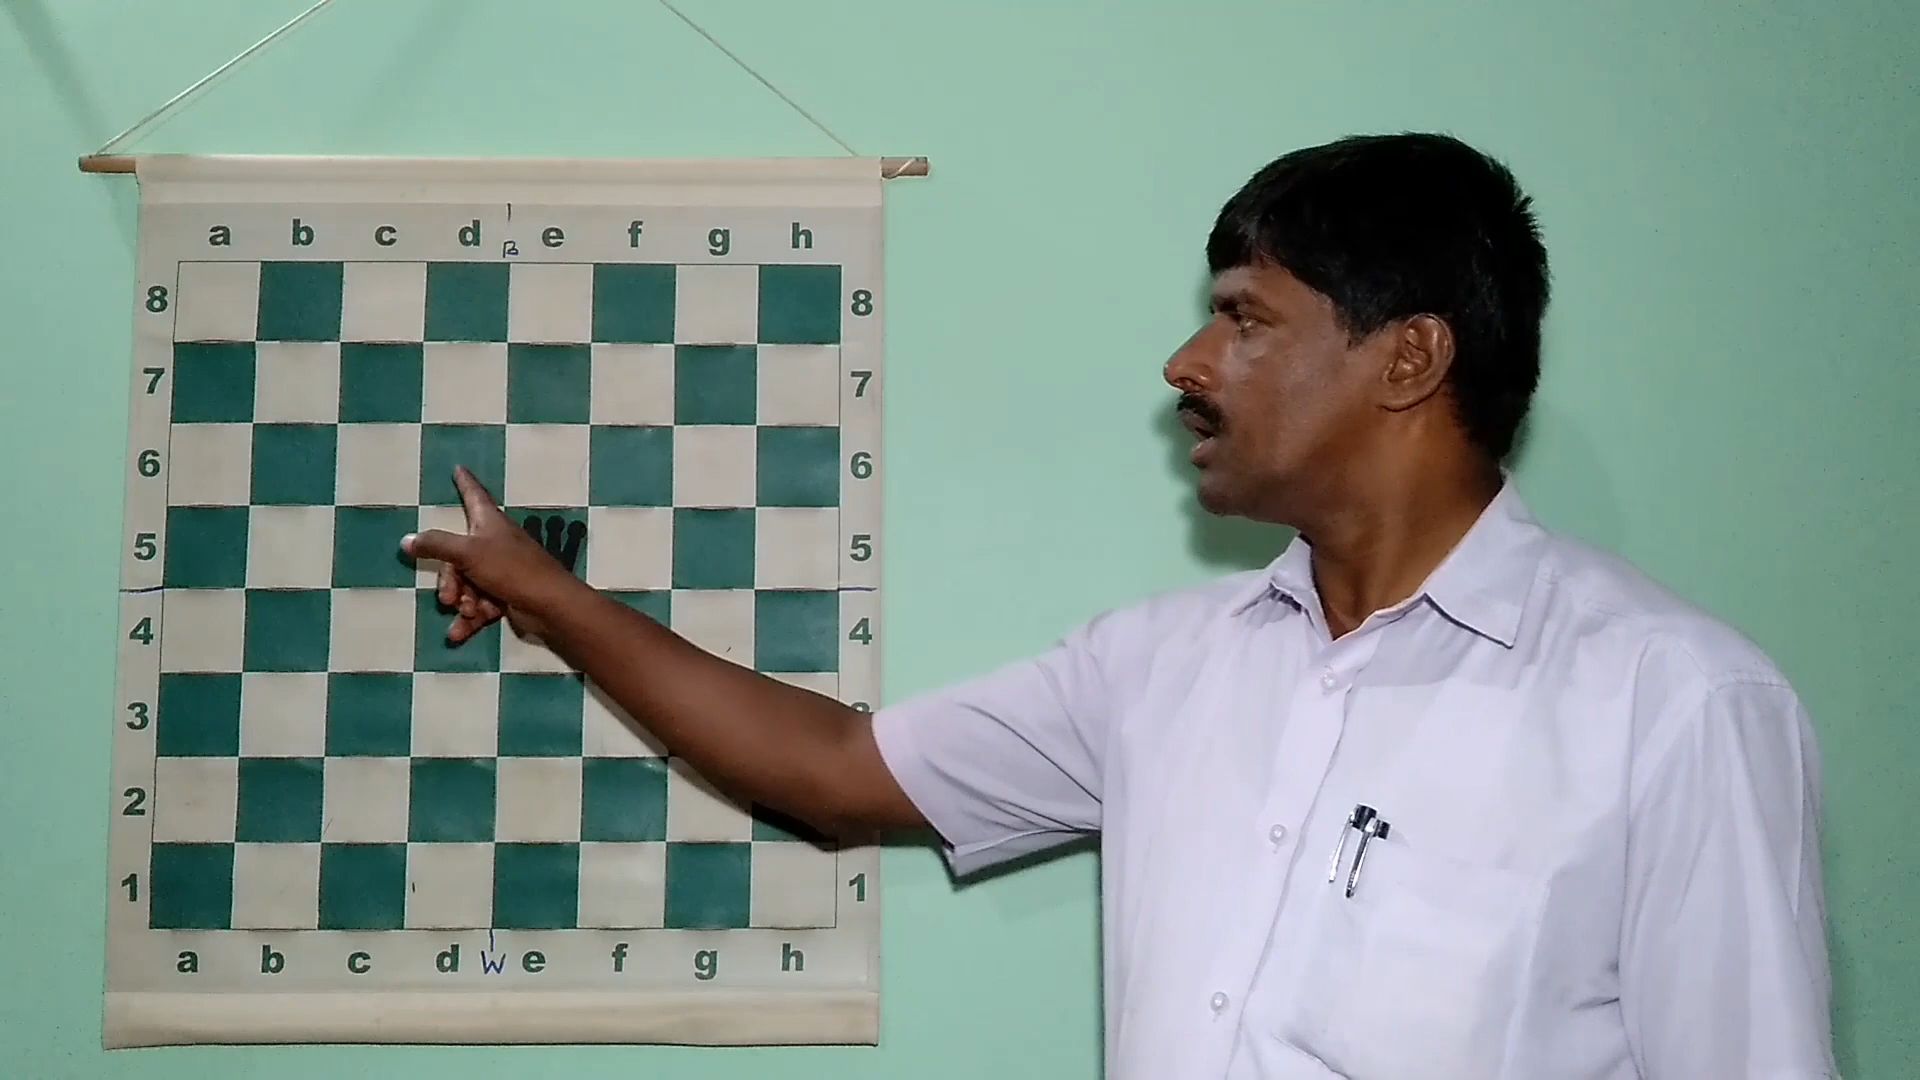 a b c d e f g h
B
8 8
7 7
6 6
5 5
4 4
3
2
1 1
a b c d W e f g h